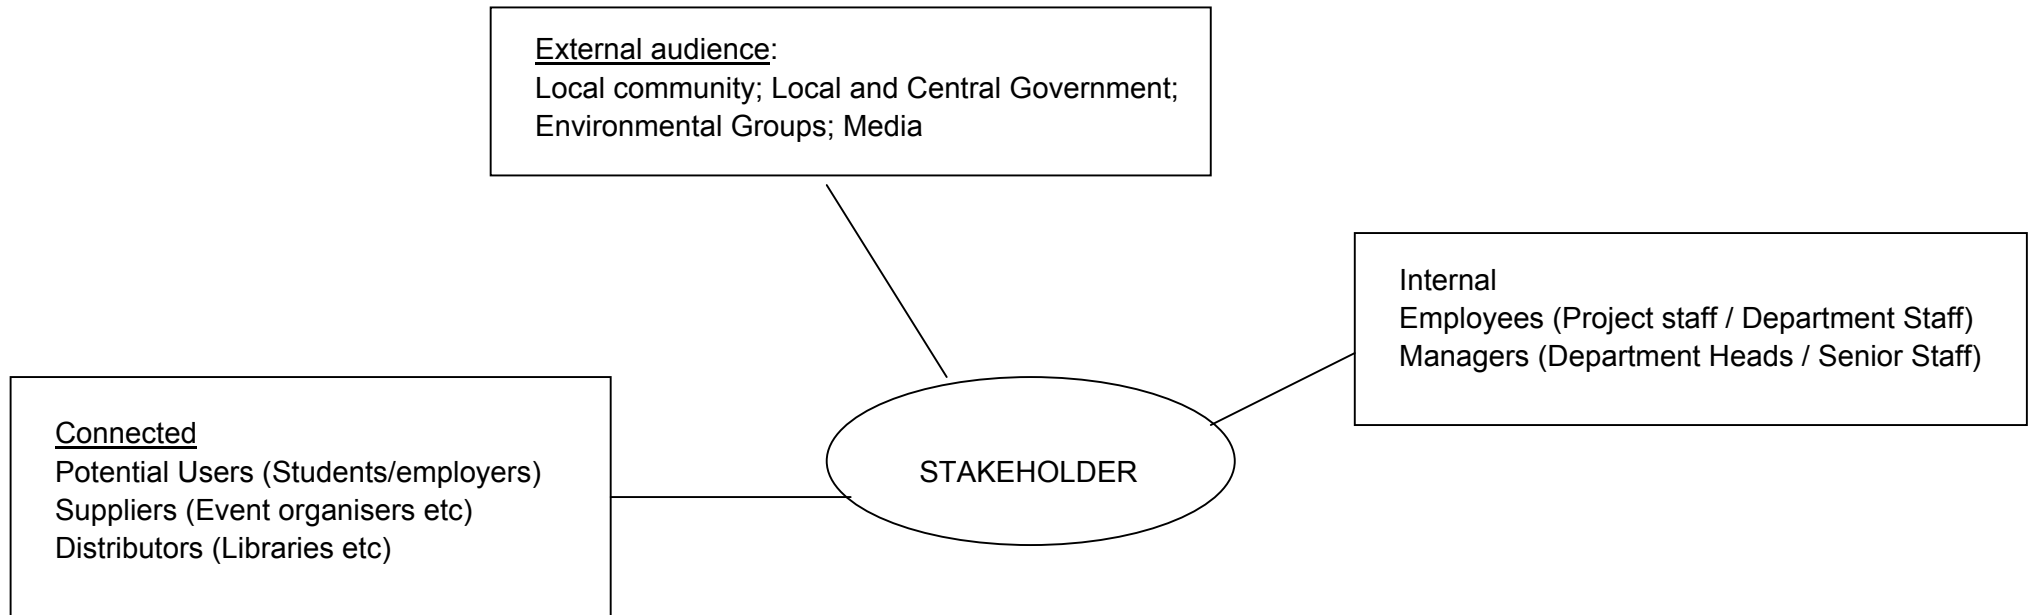 External audience:
Local community; Local and Central Government;
Environmental Groups; Media
Internal
Employees (Project staff / Department Staff)
Managers (Department Heads / Senior Staff)
Connected
Potential Users (Students/employers)
Suppliers (Event organisers etc)
Distributors (Libraries etc)
STAKEHOLDER